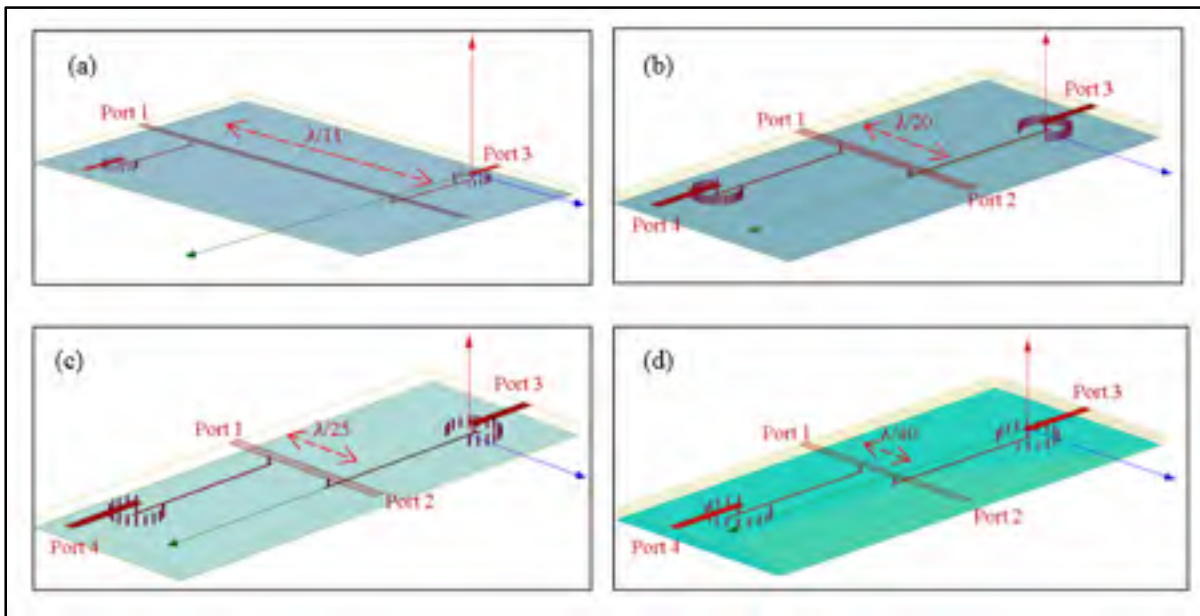 (a)
Port 1
λ/11
Port 3
(b)
Port 3
Port 1
λ/20
Port 2
Port 4
(c)
Port 3
Port 1
λ/25
Port 2
Port 4
(d)
Port 3
Port 1
λ/40
Port 2
Port 4